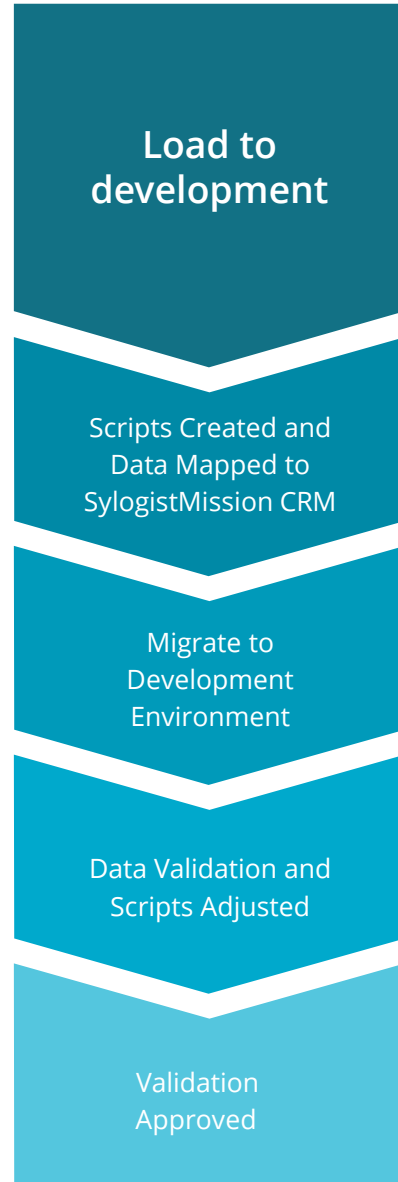 Load to
development
Scripts Created and
Data Mapped to
SylogistMission CRM
Migrate to
Development
Environment
Data Validation and
Scripts Adjusted
Validation
Approved